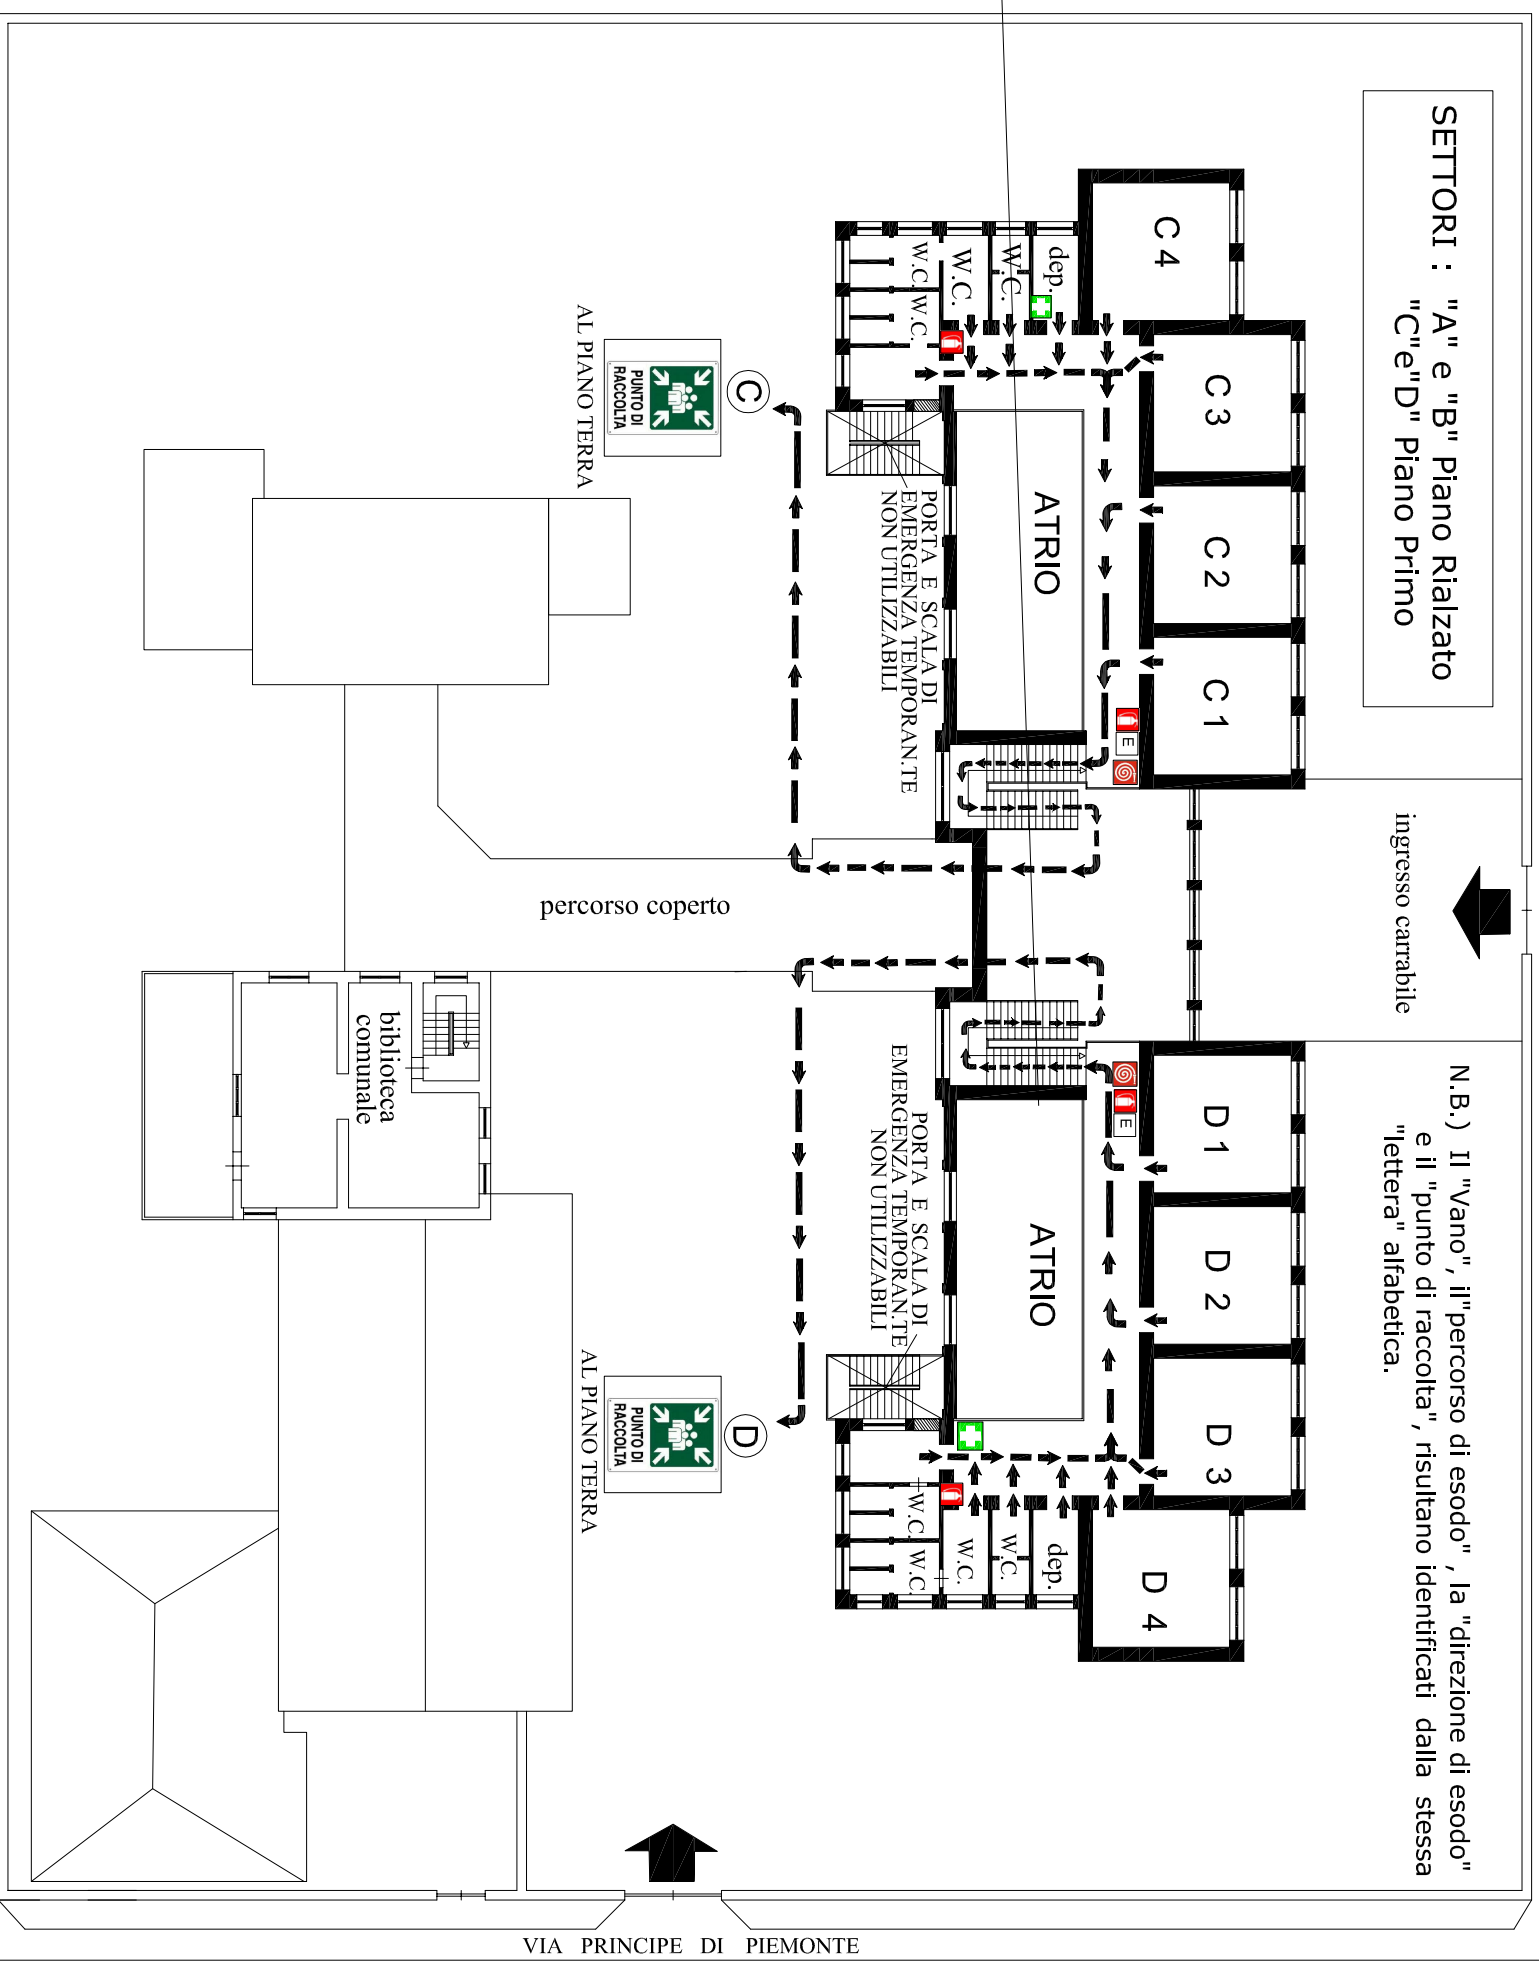 SETTORI : "A" e "B" Piano Rialzato
"C"e"D" Piano Primo
N.B.) Il "Vano", il"percorso di esodo" , la "direzione di esodo"
e il "punto di raccolta", risultano identificati dalla stessa
"lettera" alfabetica.
ingresso carrabile
C 4
C 3
C 2
C 1
D 1
D 2
D 3
D 4
dep.
W.C.
W.C.
W.C.
W.C.
ATRIO
E
E
ATRIO
dep.
W.C.
W.C.
W.C.
W.C.
PORTA E SCALA DI
EMERGENZA TEMPORAN.TE
NON UTILIZZABILI
PORTA E SCALA DI
EMERGENZA TEMPORAN.TE
NON UTILIZZABILI
C
PUNTO DI
RACCOLTA
AL PIANO TERRA
D
PUNTO DI
RACCOLTA
AL PIANO TERRA
percorso coperto
biblioteca
comunale
VIA PRINCIPE DI PIEMONTE